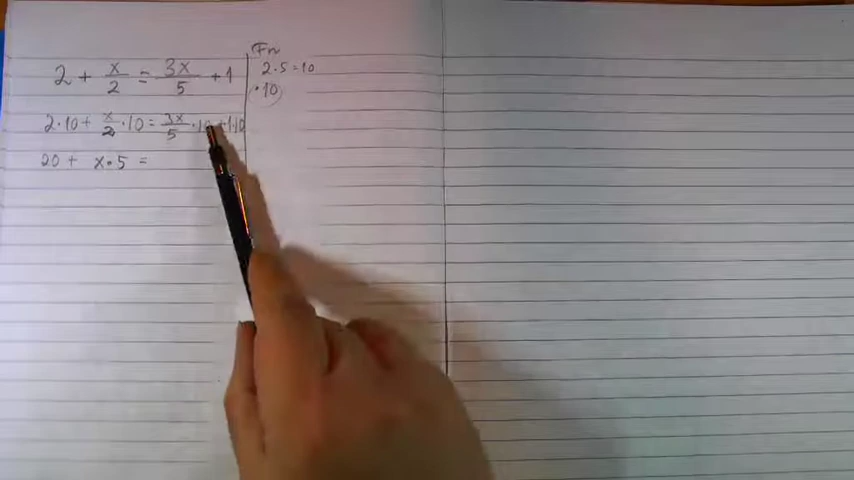 2 + x/2 = 3x/5 + 1
2·10 + x/2 ·10 = 3x/5 ·10 + 1·10
20 + x·5 =
2·5 = 10
·10